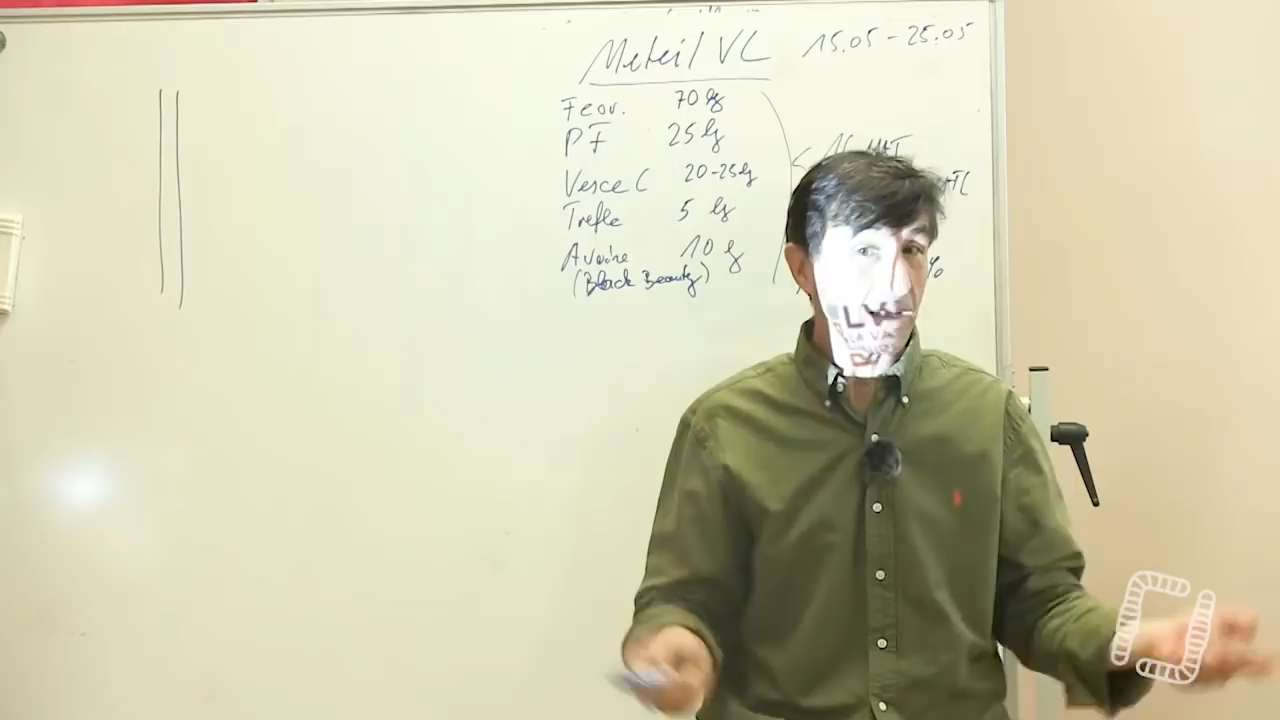 Meteil VL 15.05 - 25.05
Feov. 70 kg
PF 25 kg
Vesce C 20-25 kg
Trefle 5 kg
Avoine 10 kg
(Black Beauty)
%